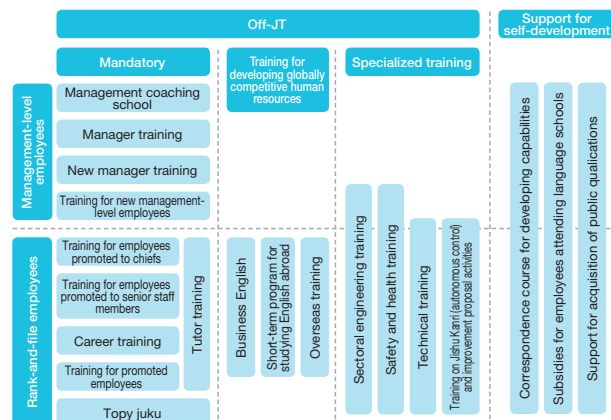 Off-JT
Support for
self-development
Mandatory
Training for
developing globally
competitive human
resources
Specialized training
Management-level
employees
Management coaching
school
Manager training
New manager training
Training for new management-
level employees
Rank-and-file employees
Training for employees
promoted to chiefs
Training for employees
promoted to senior staff
members
Career training
Training for promoted employees
Topy juku
Tutor training
Business English
Short-term program for
studying English abroad
Overseas training
Sectoral engineering training
Safety and health training
Technical training
Training on Jishu Kanri (autonomous control)
and improvement proposal activities
Correspondence course for developing capabilities
Subsidies for employees attending language schools
Support for acquisition of public qualications